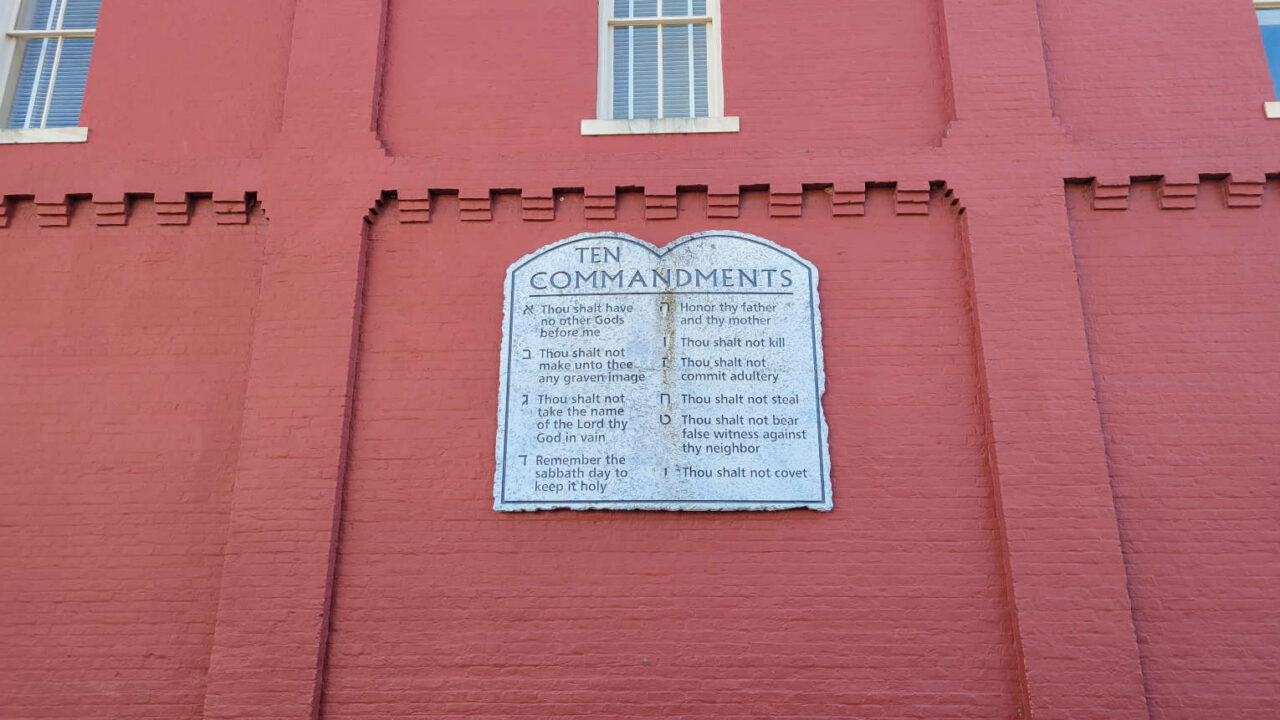 TEN
COMMANDMENTS
א Thou shalt have
no other Gods
before me
ב Thou shalt not
make unto thee
any graven image
ג Thou shalt not
take the name
of the Lord thy
God in vain
ד Remember the
sabbath day to
keep it holy
ה Honor thy father
and thy mother
ו Thou shalt not kill
ז Thou shalt not
commit adultery
ח Thou shalt not steal
ט Thou shalt not bear
false witness against
thy neighbor
י Thou shalt not covet